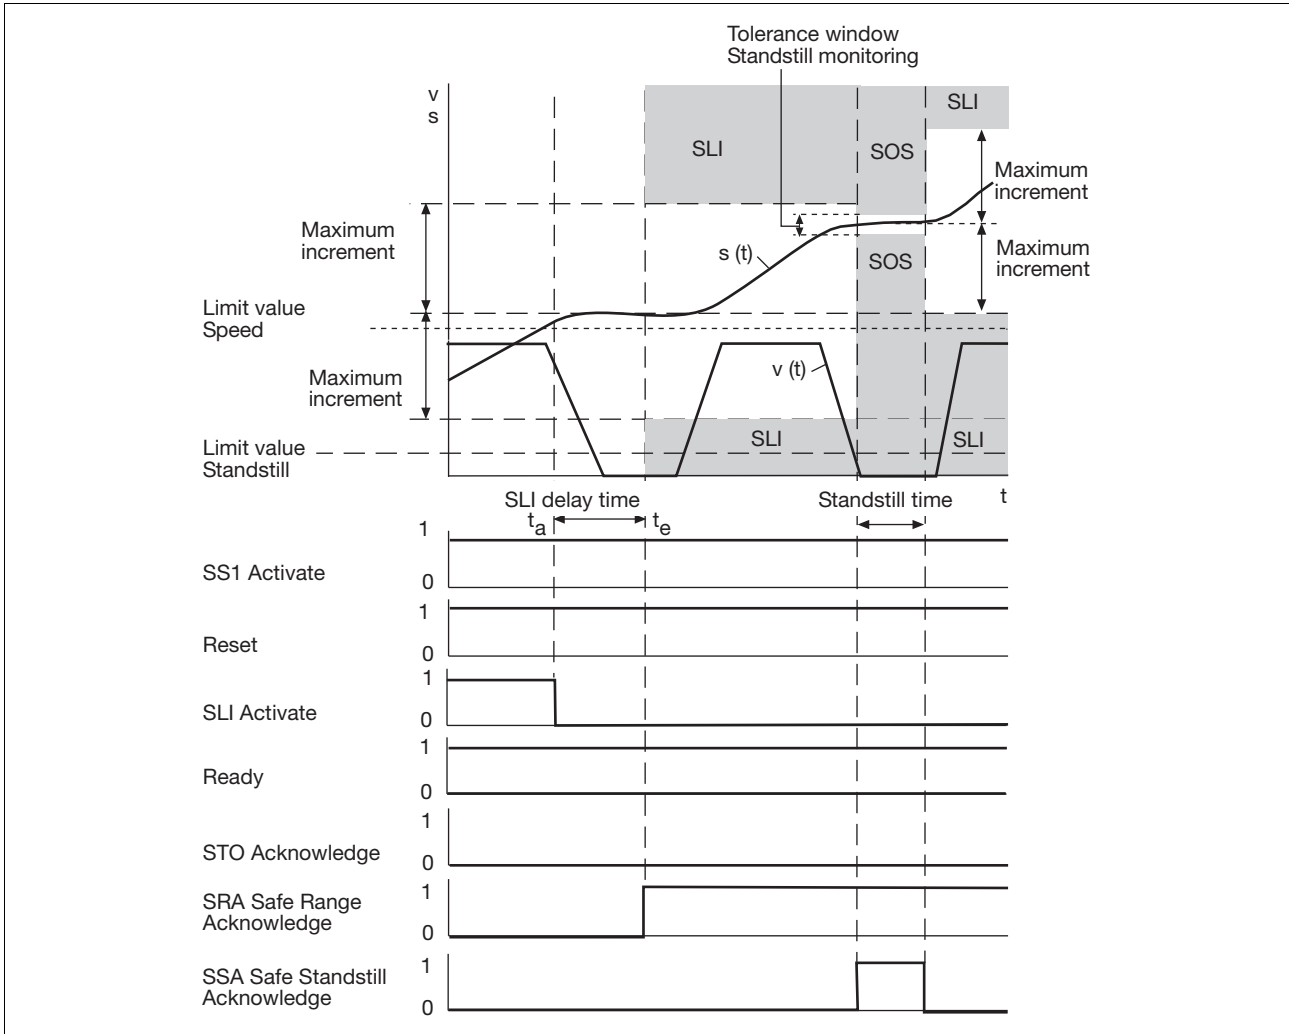 Tolerance window
Standstill monitoring
v
s
SLI
SLI
SOS
Maximum
increment
Maximum
increment
s (t)
SOS
Maximum
increment
Limit value
Speed
v (t)
Maximum
increment
SLI
SLI
Limit value
Standstill
t
SLI delay time
Standstill time
ta
te
1
SS1 Activate
0
1
Reset
0
1
SLI Activate
0
1
Ready
0
1
STO Acknowledge
0
1
SRA Safe Range
Acknowledge
0
1
SSA Safe Standstill
Acknowledge
0